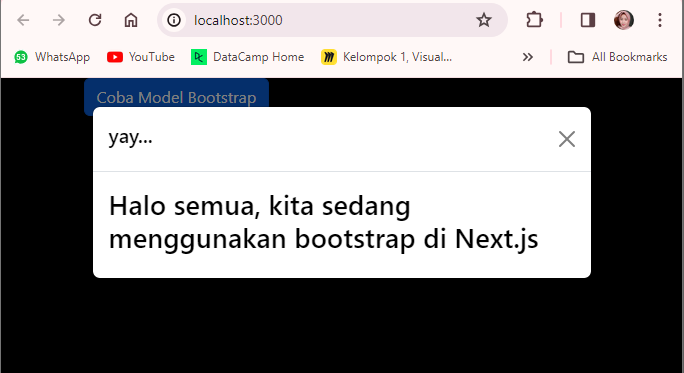 localhost:3000
53 WhatsApp YouTube DC DataCamp Home Kelompok 1, Visual... » All Bookmarks
Coba Model Bootstrap
yay...
Halo semua, kita sedang
menggunakan bootstrap di Next.js